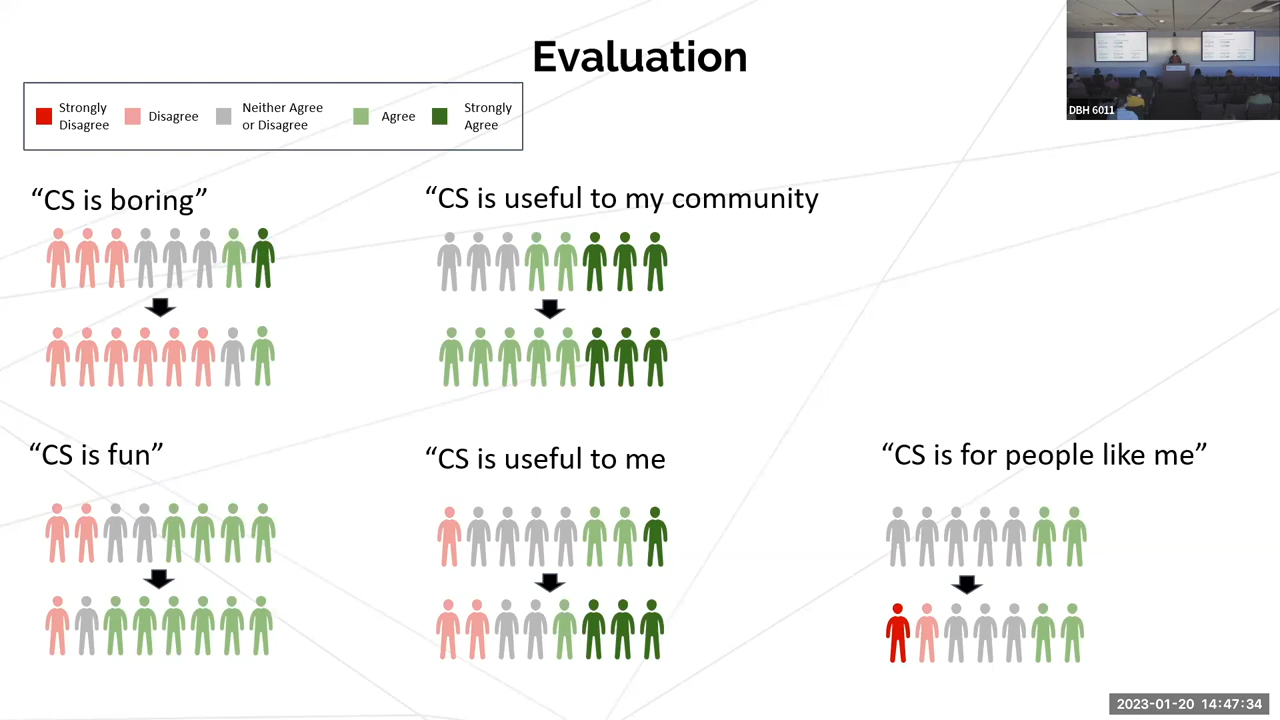 Evaluation
Strongly
Disagree
Disagree
Neither Agree
or Disagree
Agree
Strongly
Agree
DBH 6011
“CS is boring”
“CS is useful to my community
“CS is fun”
“CS is useful to me
“CS is for people like me”
2023-01-20 14:47:34